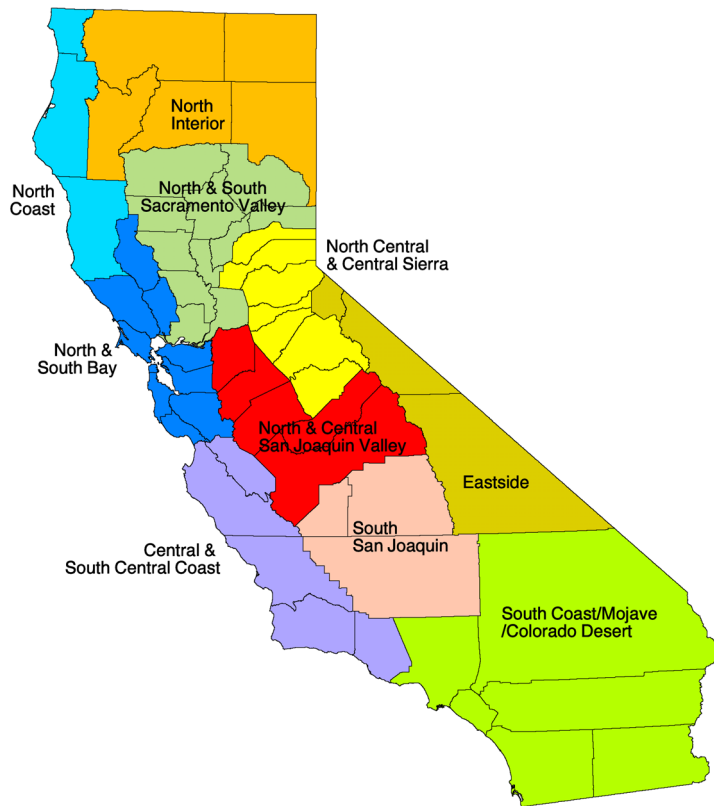 North
Interior
North & South
Sacramento Valley
North
Coast
North Central
& Central Sierra
North &
South Bay
North & Central
San Joaquin Valley
Eastside
South
San Joaquin
Central &
South Central Coast
South Coast/Mojave
/Colorado Desert